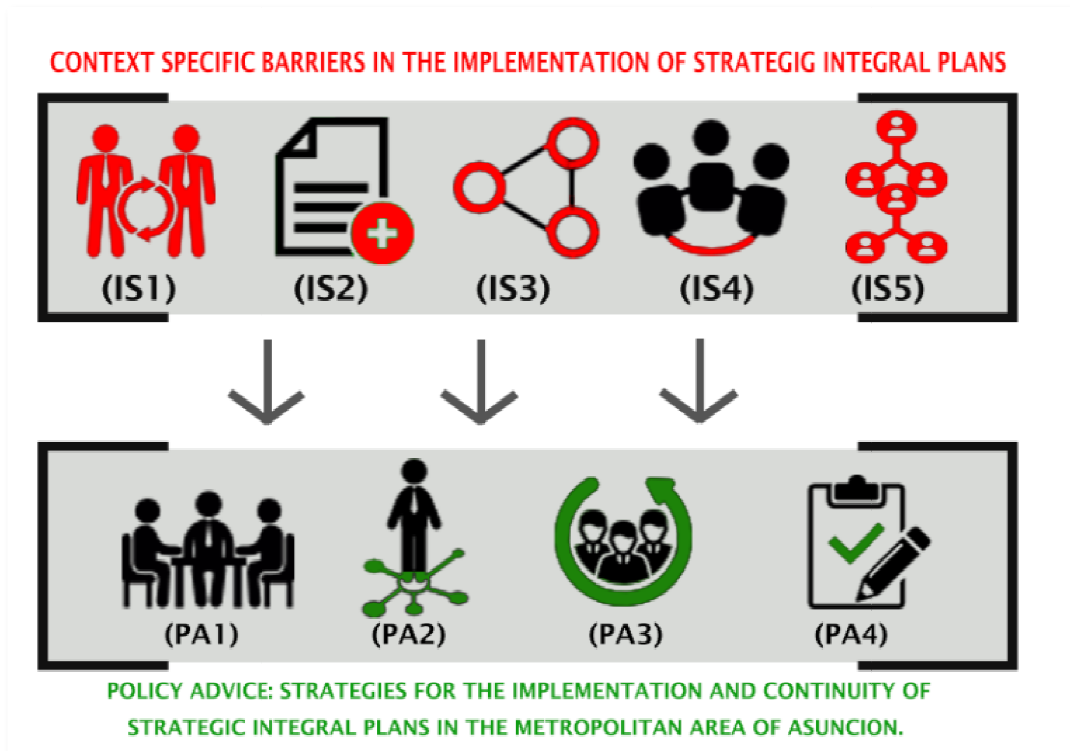 CONTEXT SPECIFIC BARRIERS IN THE IMPLEMENTATION OF STRATEGIG INTEGRAL PLANS
(IS1) (IS2) (IS3) (IS4) (IS5)
(PA1) (PA2) (PA3) (PA4)
POLICY ADVICE: STRATEGIES FOR THE IMPLEMENTATION AND CONTINUITY OF
STRATEGIC INTEGRAL PLANS IN THE METROPOLITAN AREA OF ASUNCION.